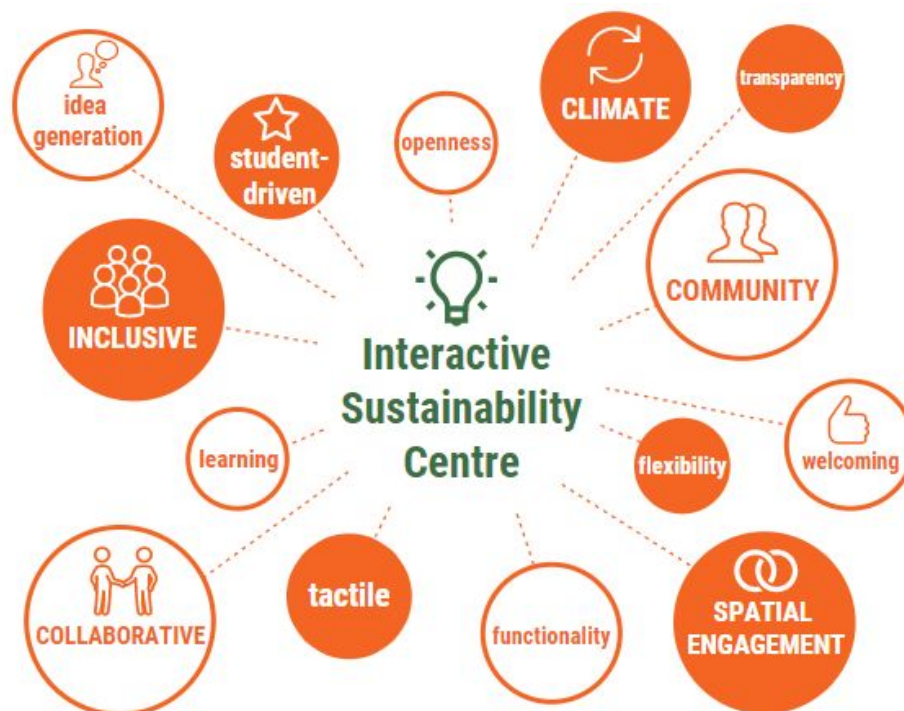 idea
generation
student-
driven
openness
CLIMATE
transparency
INCLUSIVE
COMMUNITY
Interactive
Sustainability
Centre
learning
flexibility
welcoming
COLLABORATIVE
tactile
functionality
SPATIAL
ENGAGEMENT